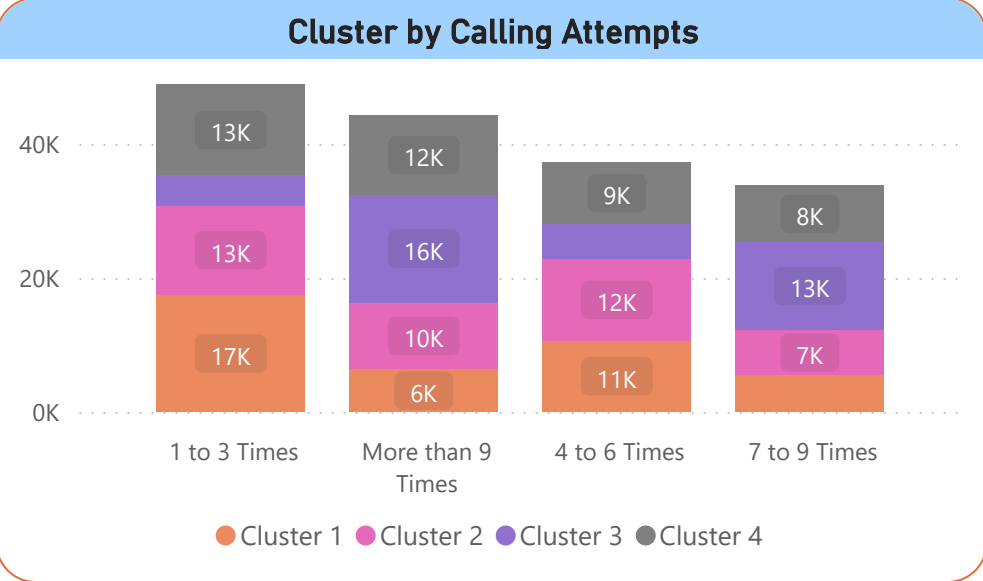 Cluster by Calling Attempts
40K
20K
0K
13K
13K
17K
12K
16K
10K
6K
9K
12K
11K
8K
13K
7K
1 to 3 Times
More than 9
Times
4 to 6 Times
7 to 9 Times
Cluster 1 Cluster 2 Cluster 3 Cluster 4